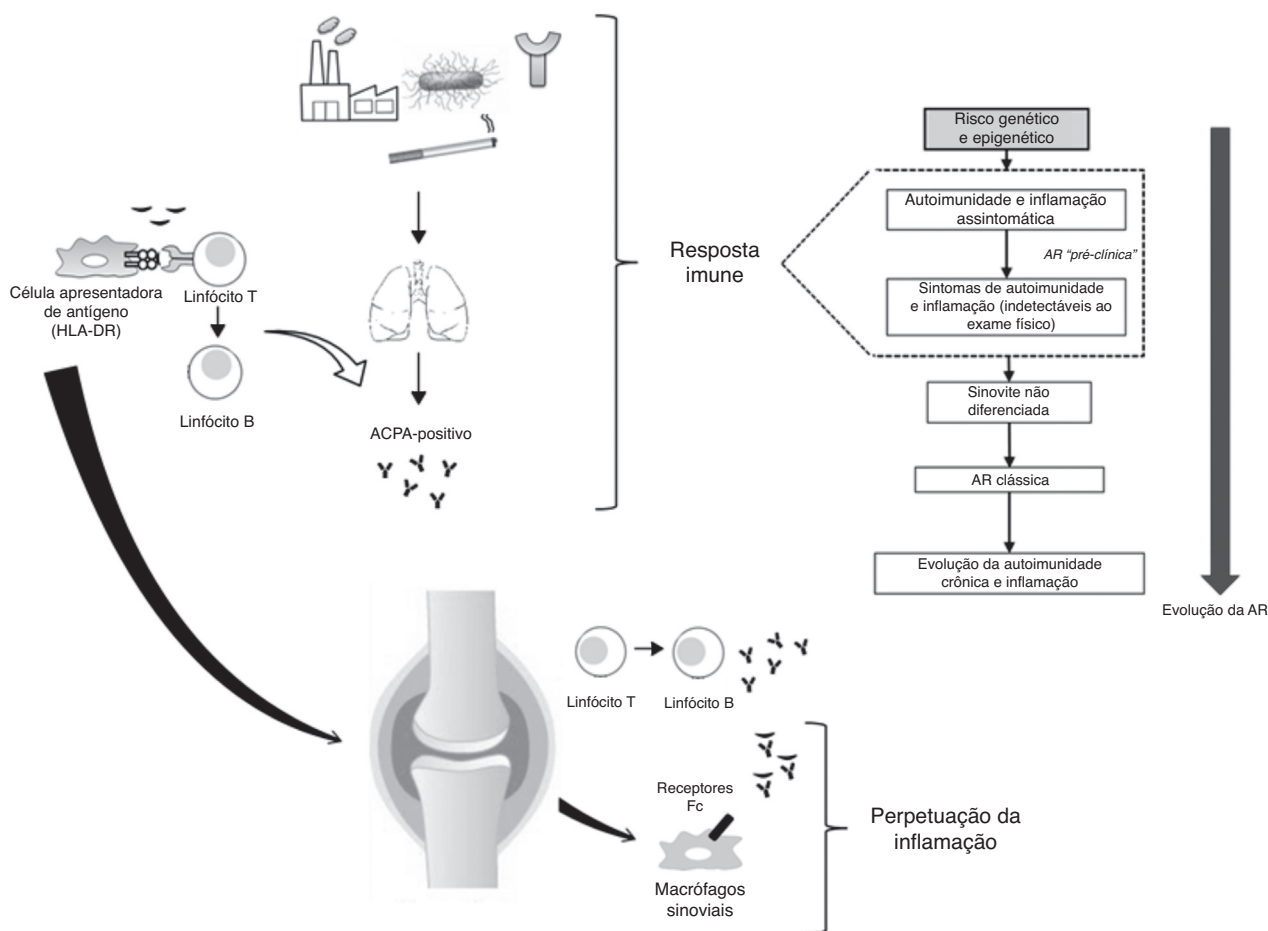 Célula apresentadora
de antígeno
(HLA-DR)
Linfócito T
Linfócito B
ACPA-positivo
Resposta
imune
Risco genético
e epigenético
Autoimunidade e inflamação
assintomática
AR “pré-clínica”
Sintomas de autoimunidade
e inflamação (indetectáveis ao
exame físico)
Sinovite não
diferenciada
AR clássica
Evolução da autoimunidade
crônica e inflamação
Evolução da AR
Linfócito T
Linfócito B
Receptores
Fc
Macrófagos
sinoviais
Perpetuação da
inflamação